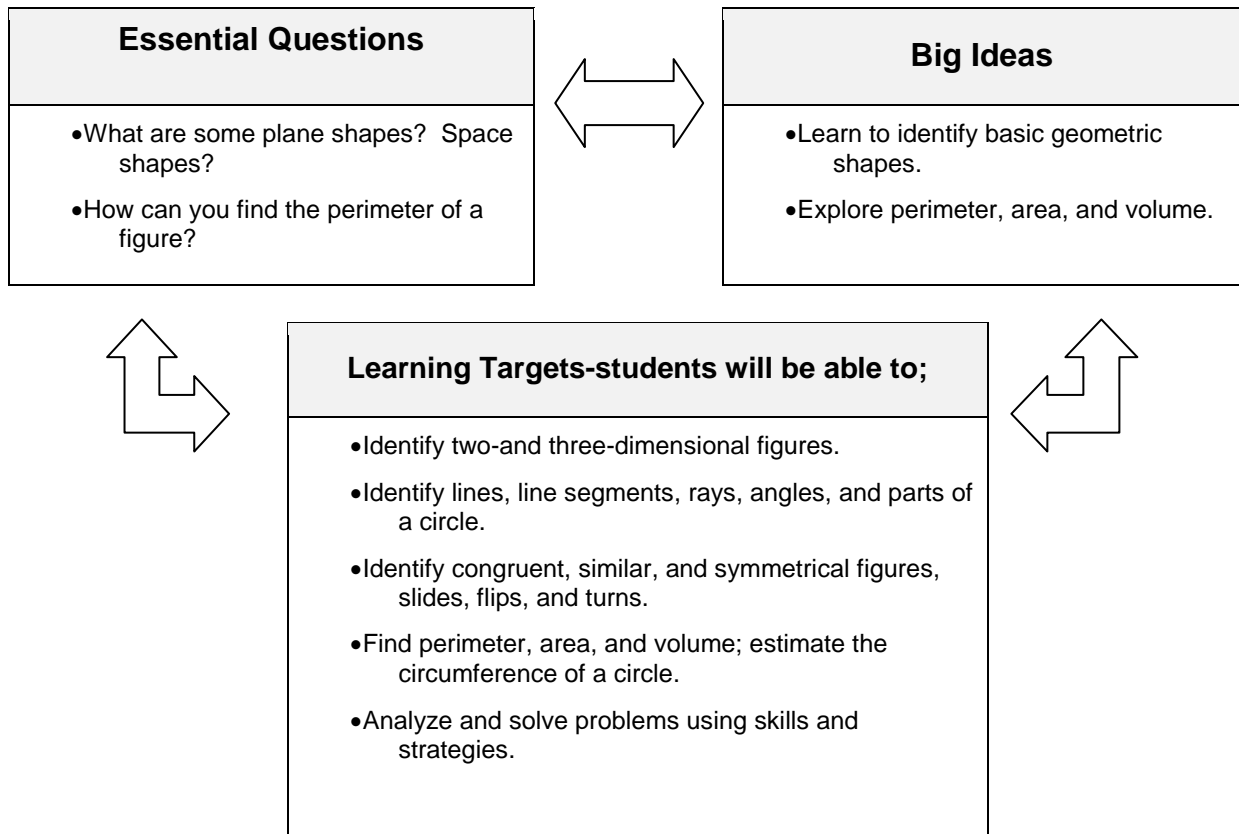 Essential Questions
•What are some plane shapes?  Space
shapes?
•How can you find the perimeter of a
figure?
Big Ideas
•Learn to identify basic geometric
shapes.
•Explore perimeter, area, and volume.
Learning Targets-students will be able to;
•Identify two-and three-dimensional figures.
•Identify lines, line segments, rays, angles, and parts of
a circle.
•Identify congruent, similar, and symmetrical figures,
slides, flips, and turns.
•Find perimeter, area, and volume; estimate the
circumference of a circle.
•Analyze and solve problems using skills and
strategies.